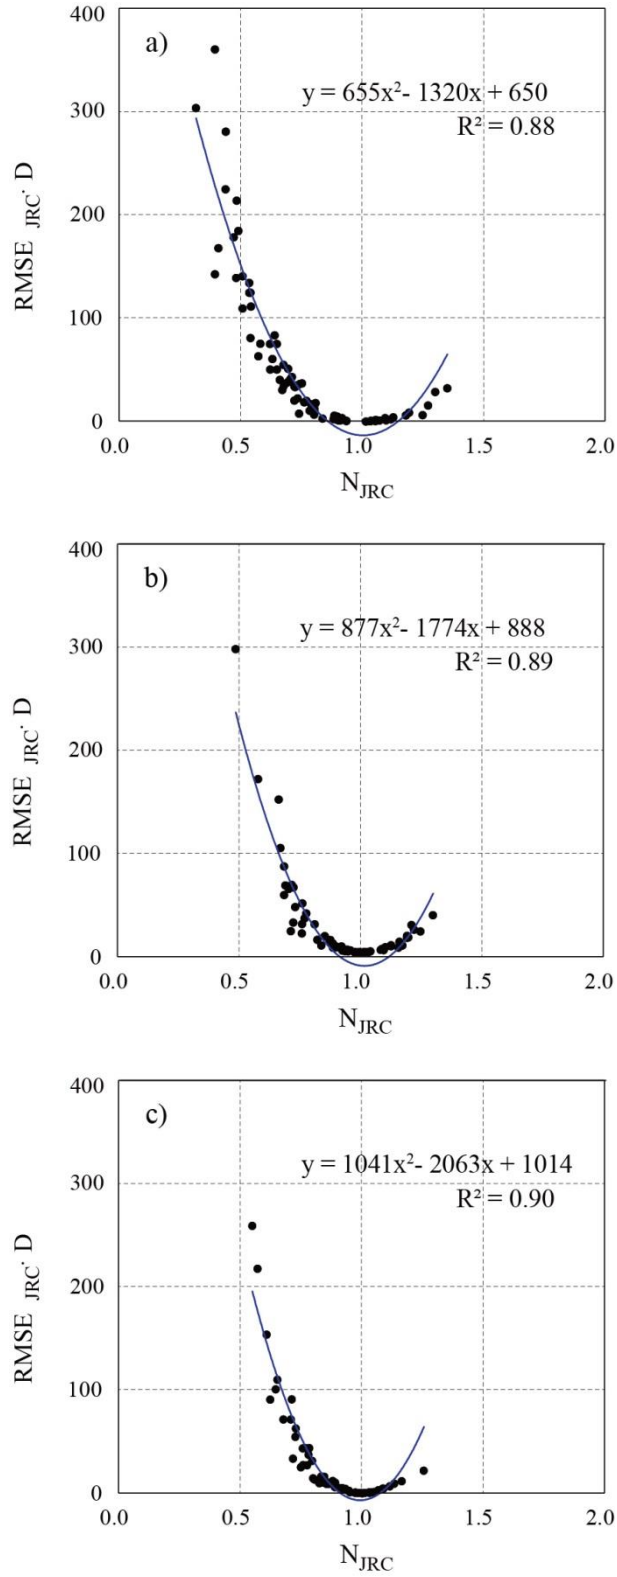 400
a)
y = 655x²- 1320x + 650
R² = 0.88
300
200
100
0
0.0 0.5 1.0 1.5 2.0
RMSE JRC· D
NJRC
400
b)
y = 877x²- 1774x + 888
R² = 0.89
300
200
100
0
0.0 0.5 1.0 1.5 2.0
RMSE JRC· D
NJRC
400
c)
y = 1041x²- 2063x + 1014
R² = 0.90
300
200
100
0
0.0 0.5 1.0 1.5 2.0
RMSE JRC· D
NJRC